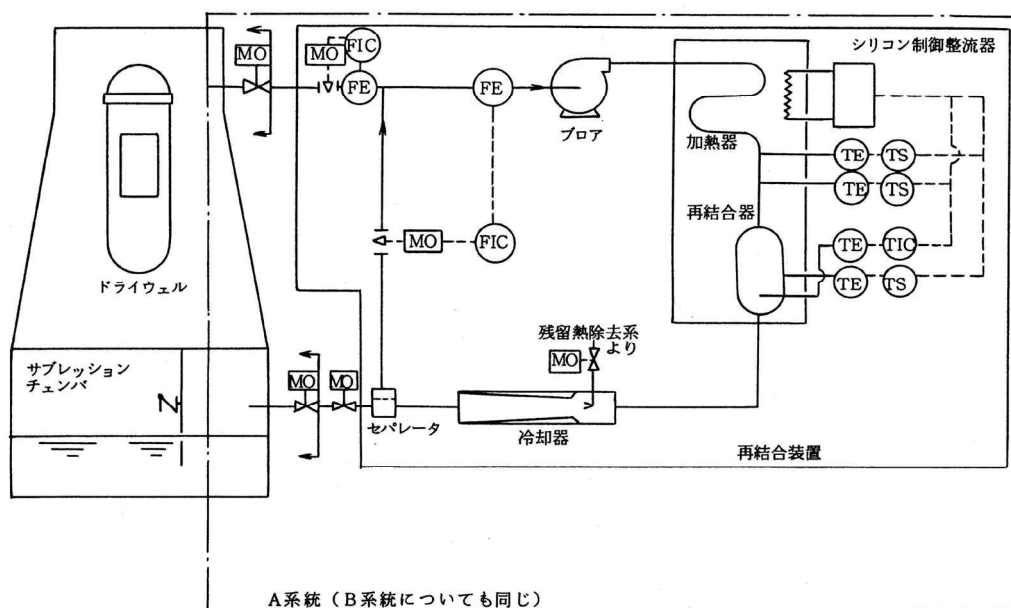 シリコン制御整流器
MO
MO
FIC
FE
FE
ブロア
加熱器
TE
TS
TE
TS
再結合器
TE
TIC
TE
TS
MO
FIC
ドライウェル
残留熱除去系
より
MO
サブレッション
チェンバ
MO
MO
セパレータ
冷却器
再結合装置
A系統(B系統についても同じ)